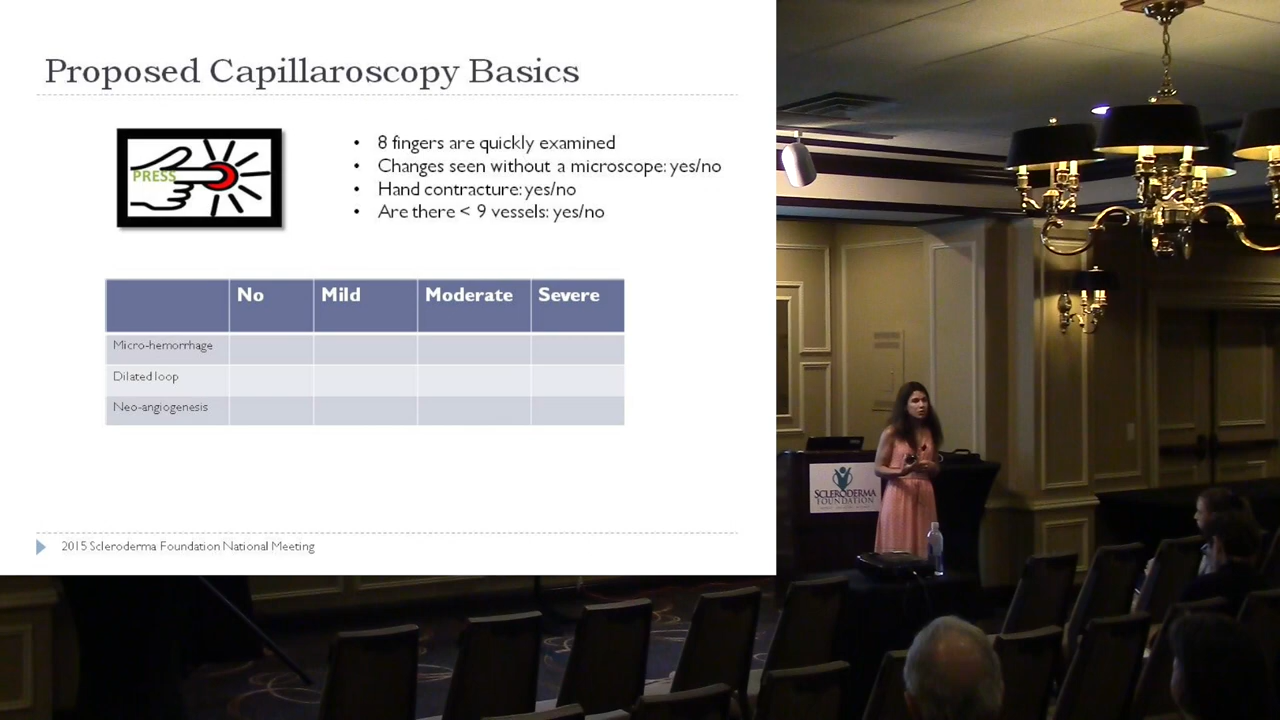 Proposed Capillaroscopy Basics
PRESS
• 8 fingers are quickly examined
• Changes seen without a microscope: yes/no
• Hand contracture: yes/no
• Are there < 9 vessels: yes/no
No Mild Moderate Severe
Micro-hemorrhage
Dilated loop
Neo-angiogenesis
2015 Scleroderma Foundation National Meeting
SCLERODERMA
FOUNDATION